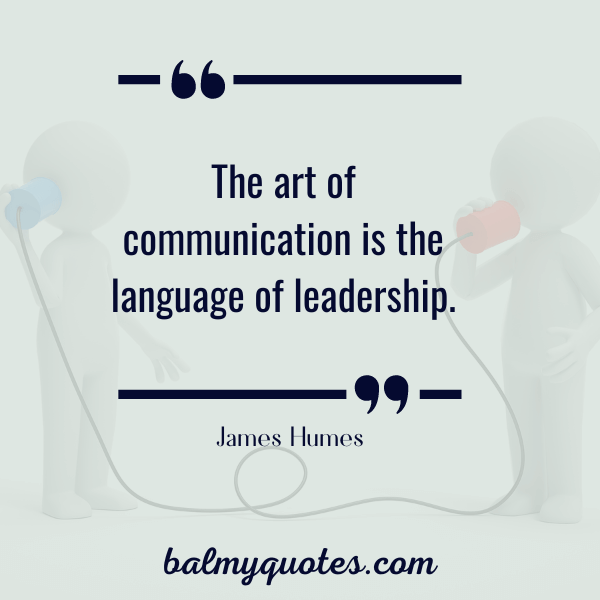 The art of
communication is the
language of leadership.
James Humes
balmyquotes.com